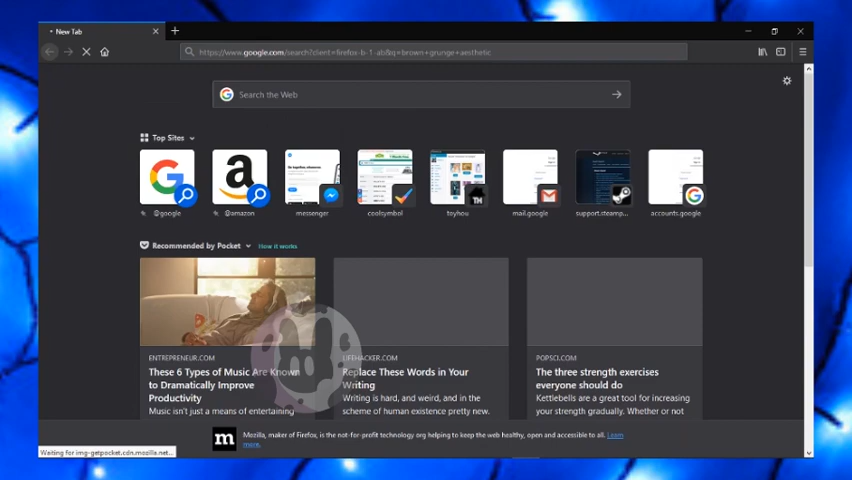 New Tab
https://www.google.com/search?client=firefox-b-1-ab&q=brown+grunge+aesthetic
Search the Web
Top Sites
@google @amazon messenger coolsymbol toyhou mail.google support.steamp... accounts.google
Recommended by Pocket How it works
ENTREPRENEUR.COM
These 6 Types of Music Are Known
to Dramatically Improve
Productivity
Music isn't just a means of entertaining
LIFEHACKER.COM
Replace These Words in Your
Writing
Writing is hard, and weird, and in the
scheme of human existence pretty new.
POPSCI.COM
The three strength exercises
everyone should do
Kettlebells are a great tool for increasing
your strength gradually. Whether or not
m
Mozilla, maker of Firefox, is the not-for-profit technology org helping to keep the web healthy, open and accessible to all. Learn
more.
Waiting for img-getpocket.cdn.mozilla.net...